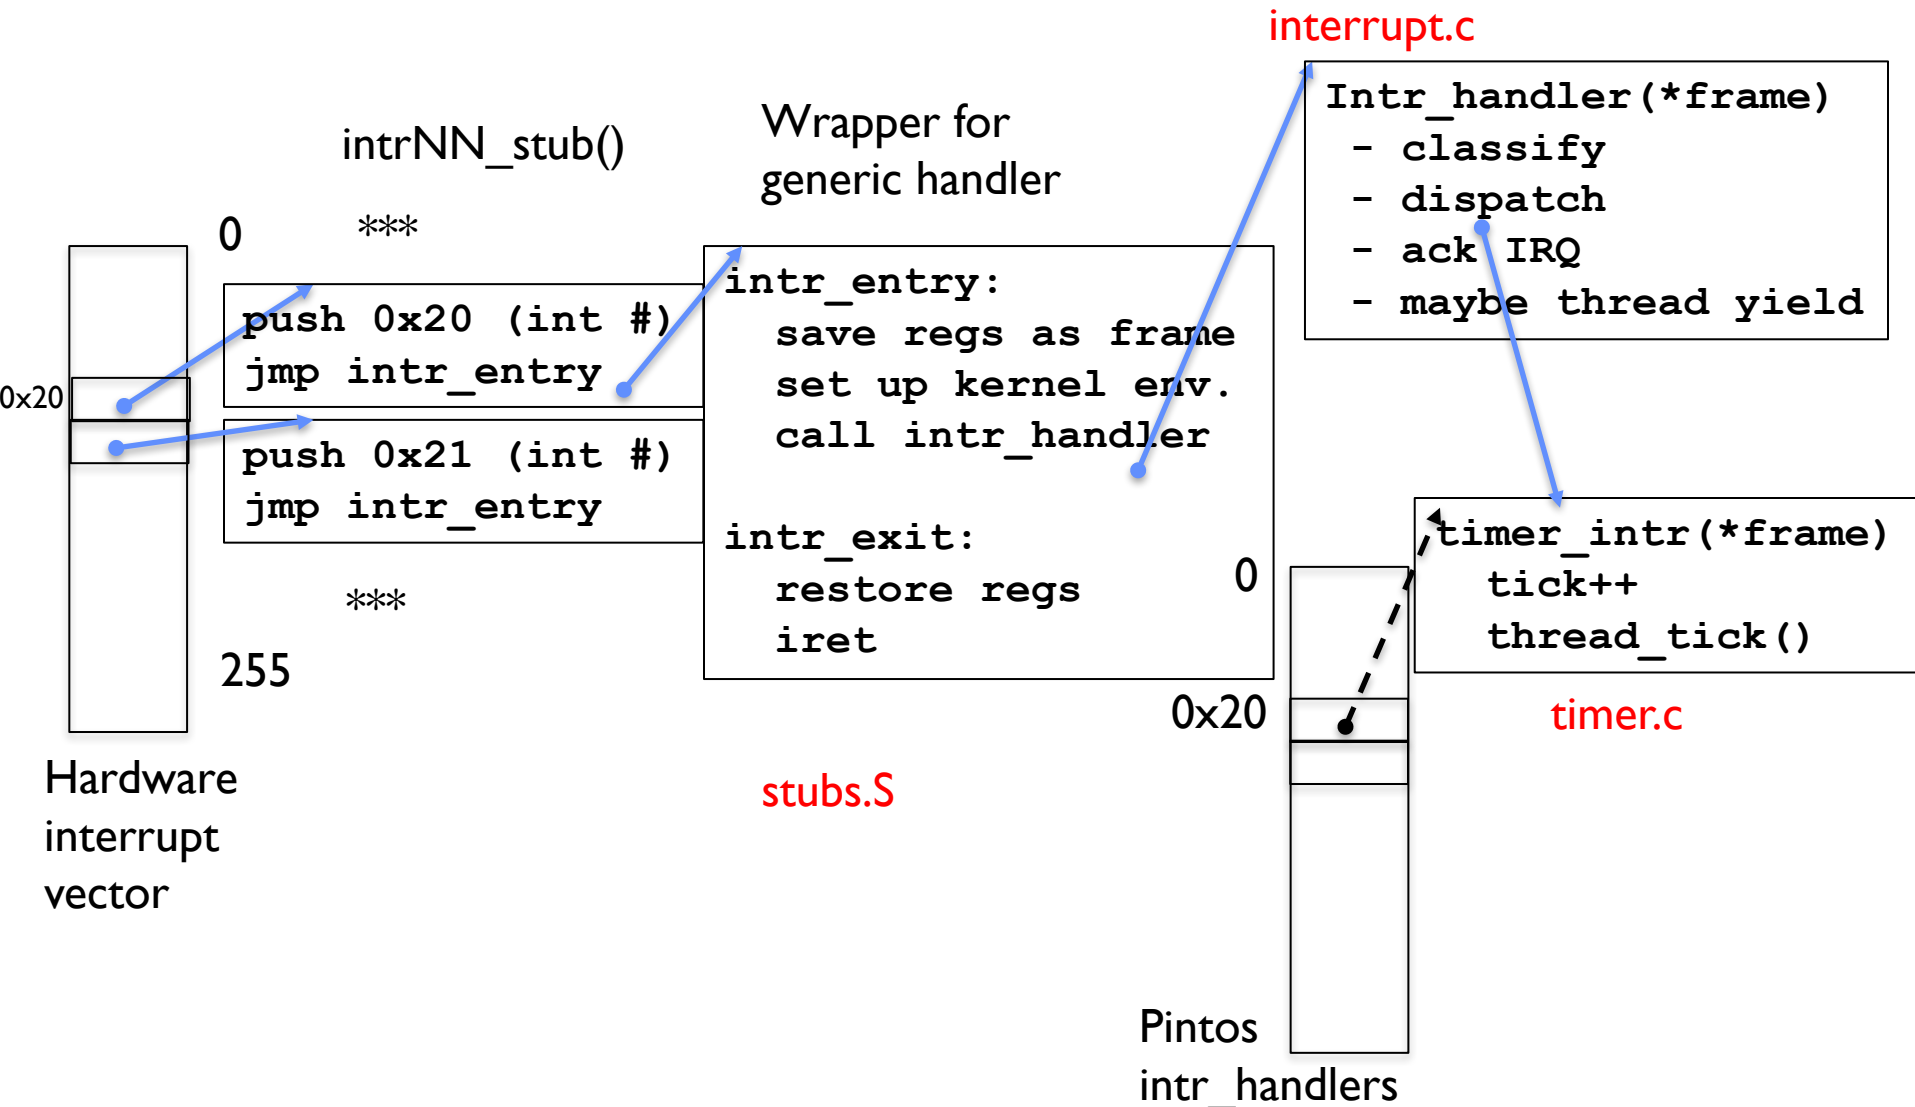 interrupt.c
Intr_handler(*frame)
- classify
- dispatch
- ack IRQ
- maybe thread yield
intrNN_stub()
Wrapper for
generic handler
0
***
push 0x20 (int #)
jmp intr_entry
0x20
push 0x21 (int #)
jmp intr_entry
***
255
Hardware
interrupt
vector
intr_entry:
save regs as frame
set up kernel env.
call intr_handler
intr_exit:
restore regs
iret
stubs.S
timer_intr(*frame)
tick++
thread_tick()
timer.c
0
0x20
Pintos
intr_handlers